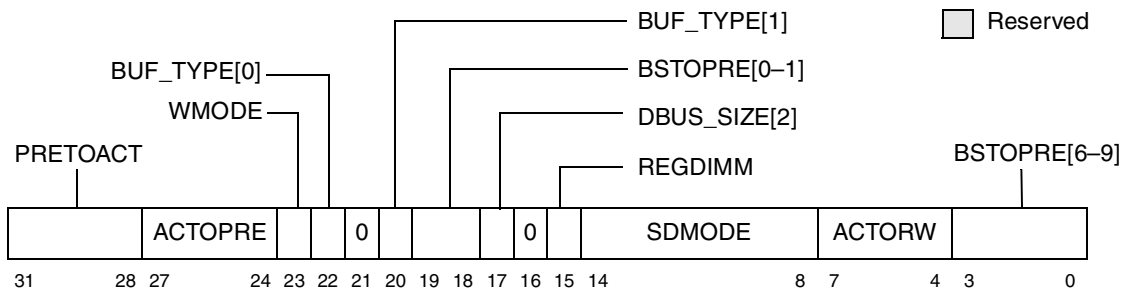 BUF_TYPE[1]
Reserved
BUF_TYPE[0]
BSTOPRE[0–1]
WMODE
DBUS_SIZE[2]
PRETOACT
REGDIMM
BSTOPRE[6–9]
ACTOPRE 0 0 SDMODE ACTORW
31 28 27 24 23 22 21 20 19 18 17 16 15 14 8 7 4 3 0